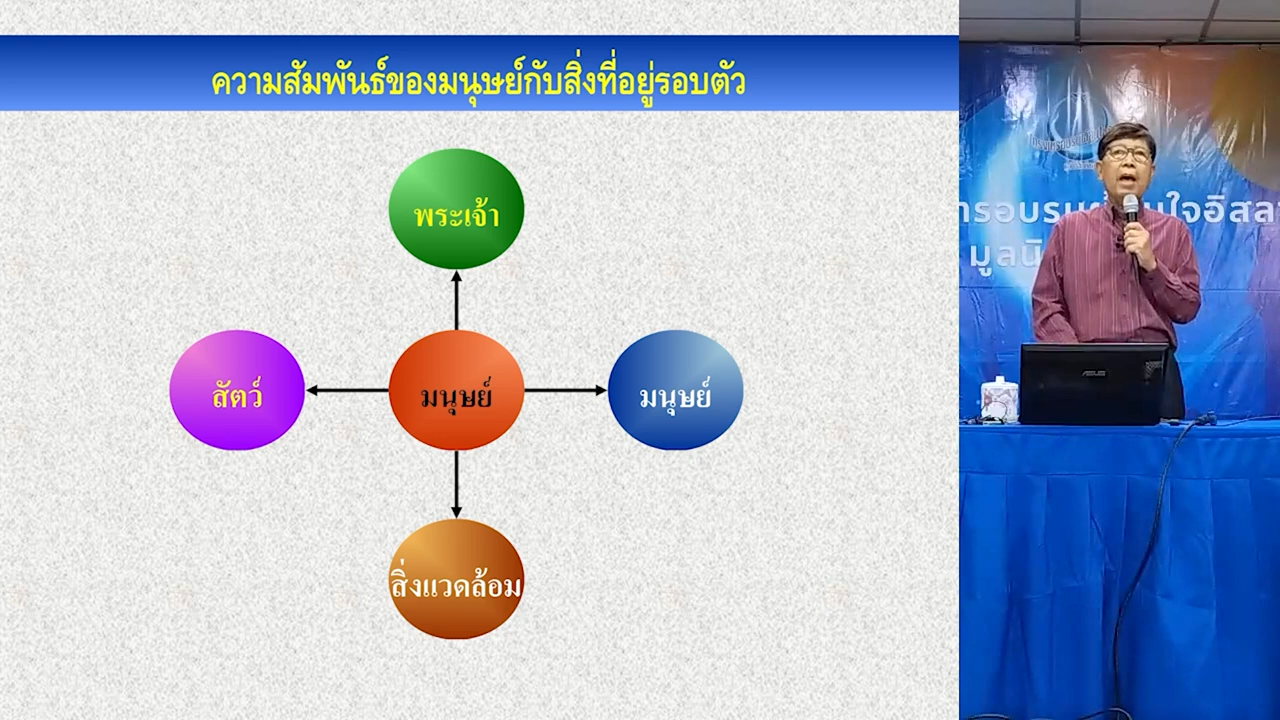 ความสัมพันธ์ของมนุษย์กับสิ่งที่อยู่รอบตัว
พระเจ้า
สัตว์
มนุษย์
มนุษย์
สิ่งแวดล้อม
มูลนิ
ASUS